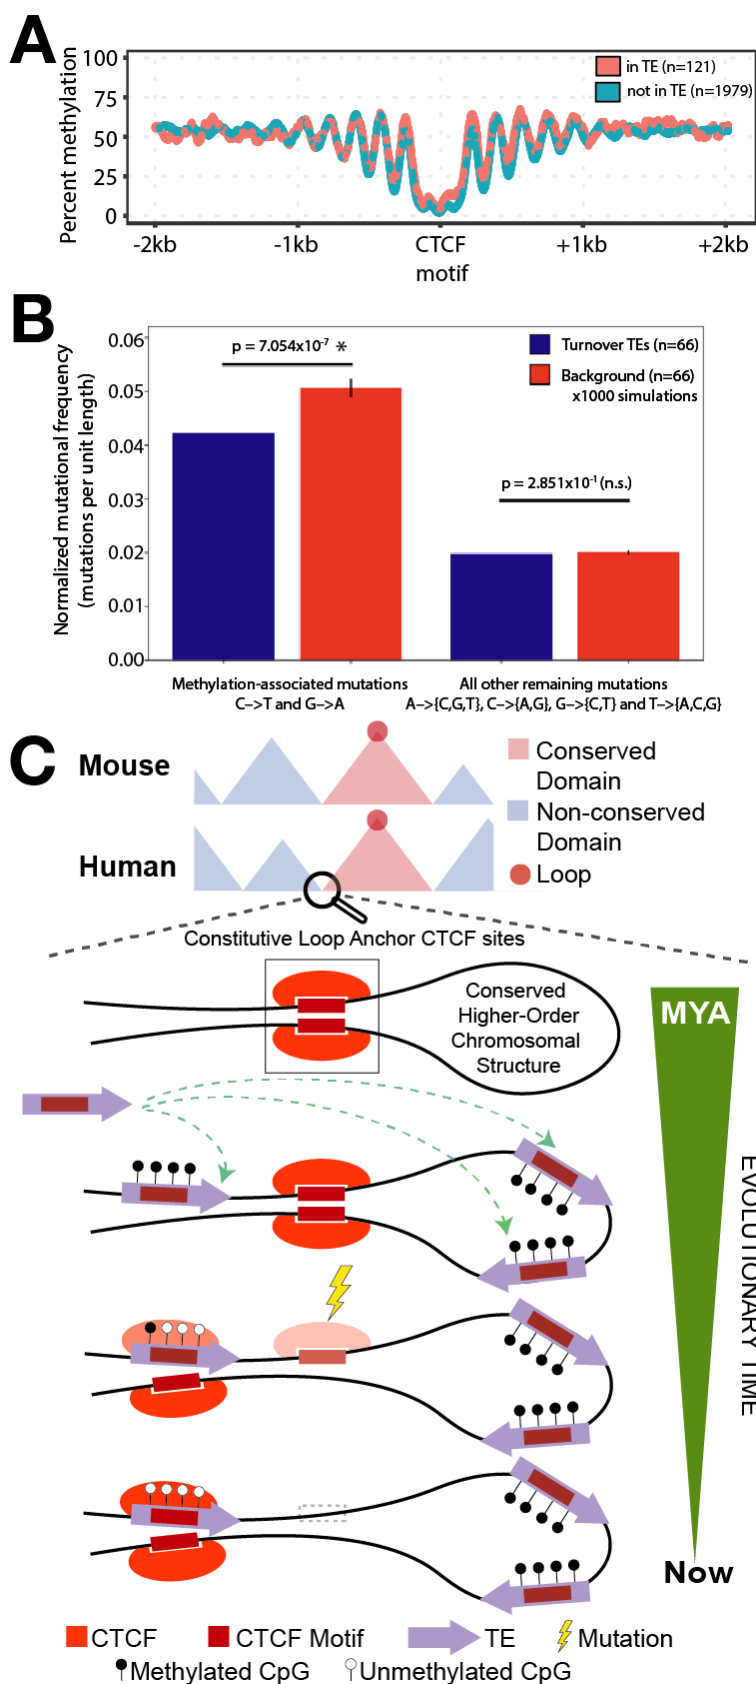 A
Percent methylation
100
75
50
25
0
in TE (n=121)
not in TE (n=1979)
-2kb
-1kb
CTCF
motif
+1kb
+2kb
B
Normalized mutational frequency
(mutations per unit length)
0.06
0.05
0.04
0.03
0.02
0.01
0.00
p = 7.054x10⁻⁷ *
Turnover TEs (n=66)
Background (n=66)
x1000 simulations
p = 2.851x10⁻¹ (n.s.)
Methylation-associated mutations
C->T and G->A
All other remaining mutations
A->{C,G,T}, C->{A,G}, G->{C,T} and T->{A,C,G}
C
Mouse
Human
Conserved
Domain
Non-conserved
Domain
Loop
Constitutive Loop Anchor CTCF sites
Conserved
Higher-Order
Chromosomal
Structure
MYA
EVOLUTIONARY TIME
Now
CTCF
CTCF Motif
TE
Mutation
Methylated CpG
Unmethylated CpG